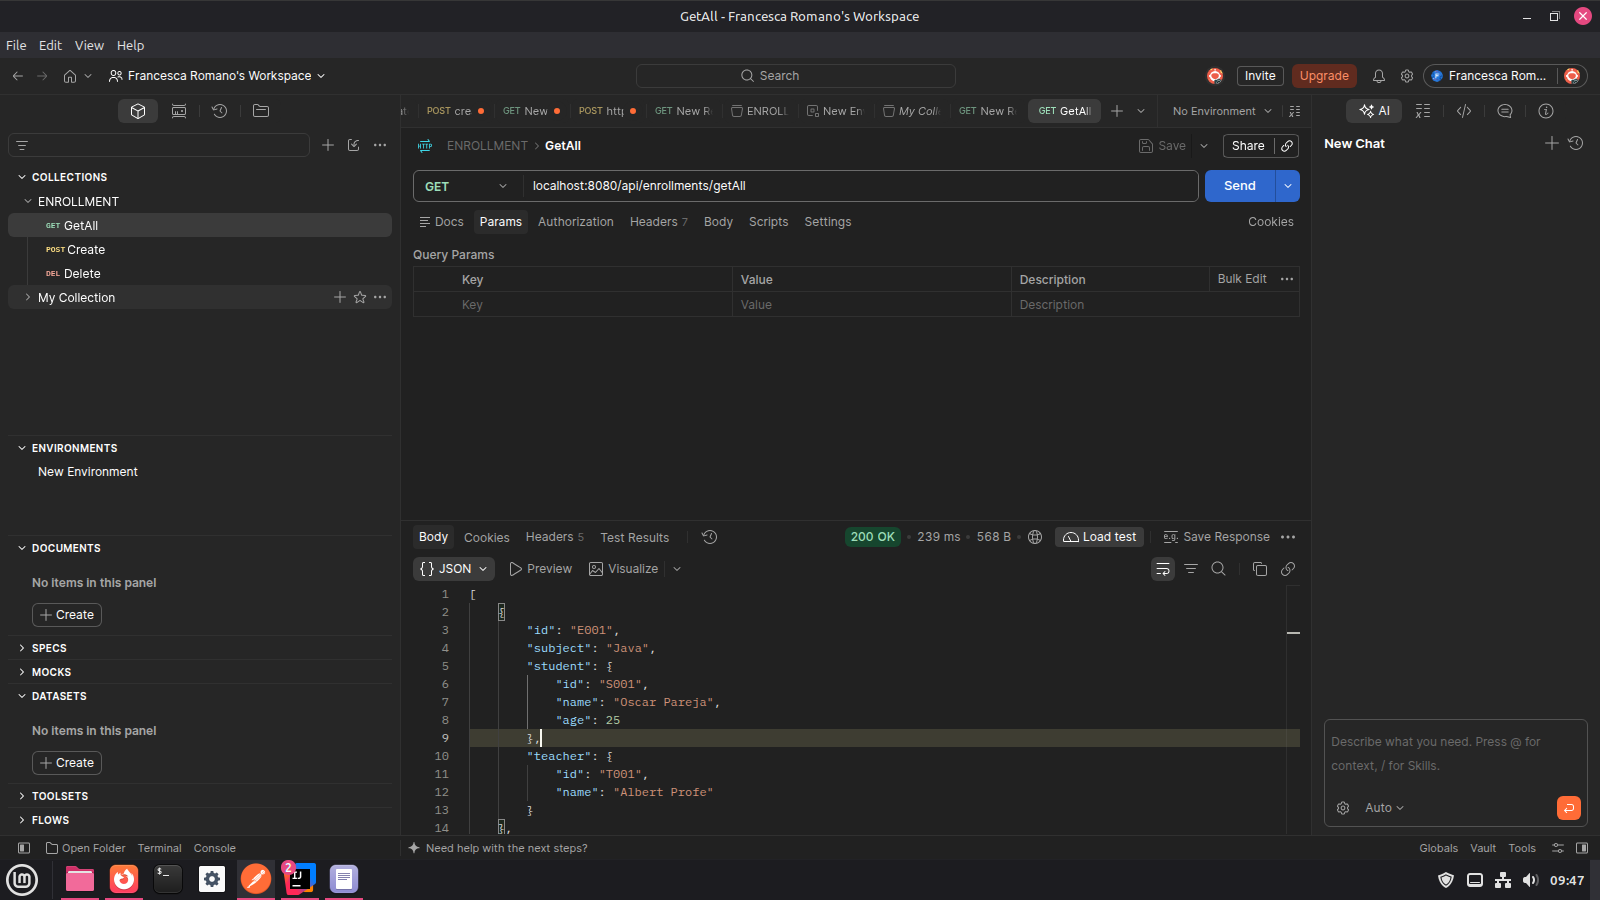 GetAll - Francesca Romano's Workspace
File Edit View Help
Francesca Romano's Workspace
Search
Invite
Upgrade
Francesca Rom...
POST cre
GET New
POST http
GET New R
ENROLL
New En
My Coll
GET New R
GET GetAll
No Environment
AI
ENROLLMENT > GetAll
Save
Share
New Chat
COLLECTIONS
ENROLLMENT
GET GetAll
POST Create
DEL Delete
My Collection
GET
localhost:8080/api/enrollments/getAll
Send
Docs Params Authorization Headers 7 Body Scripts Settings Cookies
Query Params
Key Value Description Bulk Edit
Key Value Description
ENVIRONMENTS
New Environment
DOCUMENTS
No items in this panel
Create
SPECS
MOCKS
DATASETS
No items in this panel
Create
TOOLSETS
FLOWS
Body Cookies Headers 5 Test Results 200 OK 239 ms 568 B Load test e.g. Save Response
{ } JSON Preview Visualize
1 [
2 {
3 "id": "E001",
4 "subject": "Java",
5 "student": {
6 "id": "S001",
7 "name": "Oscar Pareja",
8 "age": 25
9 },
10 "teacher": {
11 "id": "T001",
12 "name": "Albert Profe"
13 }
14 },
Describe what you need. Press @ for
context, / for Skills.
Auto
Open Folder Terminal Console
Need help with the next steps?
Globals Vault Tools
2
09:47